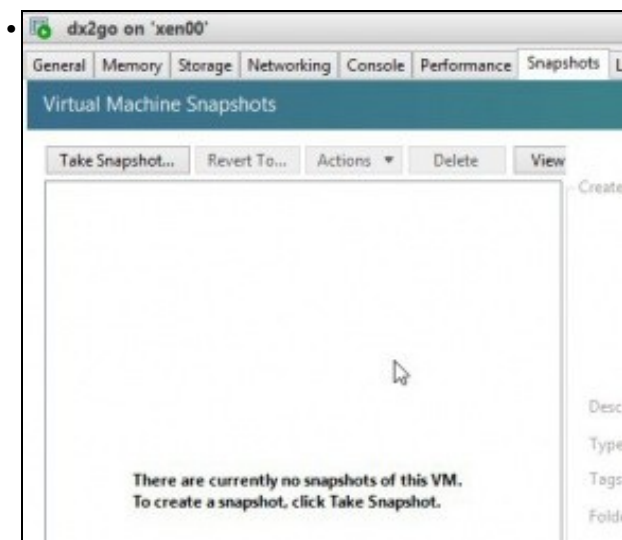 dx2go on 'xen00'
General Memory Storage Networking Console Performance Snapshots L
Virtual Machine Snapshots
Take Snapshot... Revert To... Actions Delete View
Create
Desc
Type
Tags
Folde
There are currently no snapshots of this VM.
To create a snapshot, click Take Snapshot.